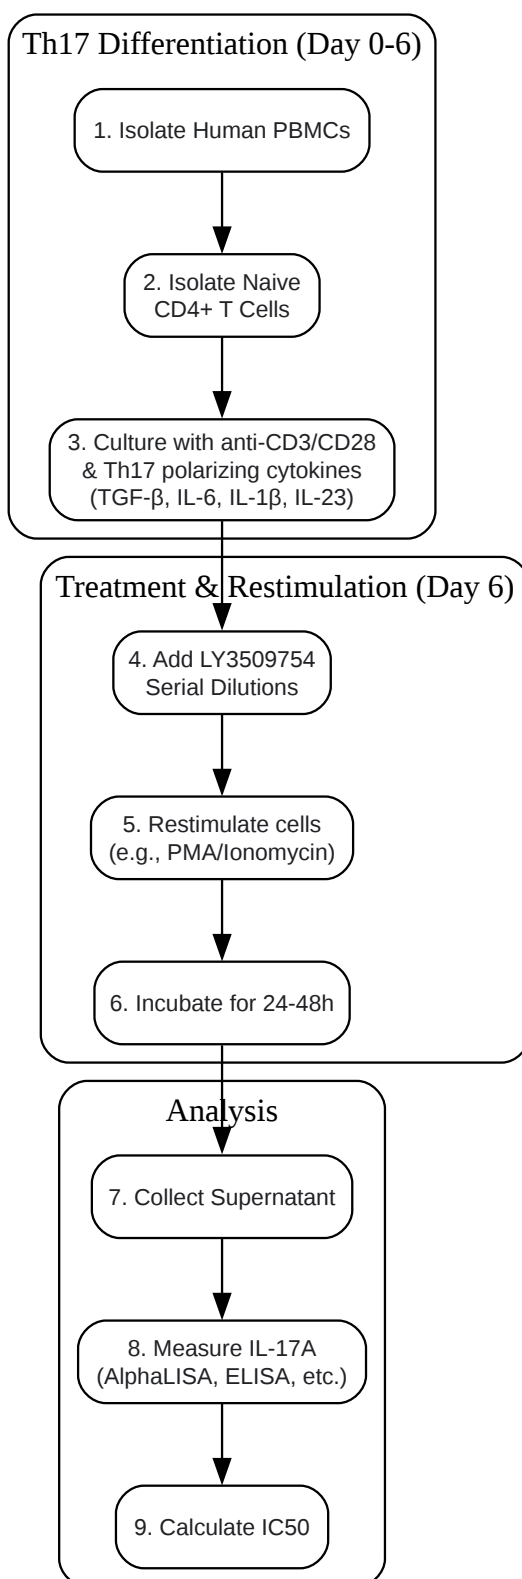 Th17 Differentiation (Day 0-6)
1. Isolate Human PBMCs
2. Isolate Naive
CD4+ T Cells
3. Culture with anti-CD3/CD28
& Th17 polarizing cytokines
(TGF-β, IL-6, IL-1β, IL-23)
Treatment & Restimulation (Day 6)
4. Add LY3509754
Serial Dilutions
5. Restimulate cells
(e.g., PMA/Ionomycin)
6. Incubate for 24-48h
Analysis
7. Collect Supernatant
8. Measure IL-17A
(AlphaLISA, ELISA, etc.)
9. Calculate IC50